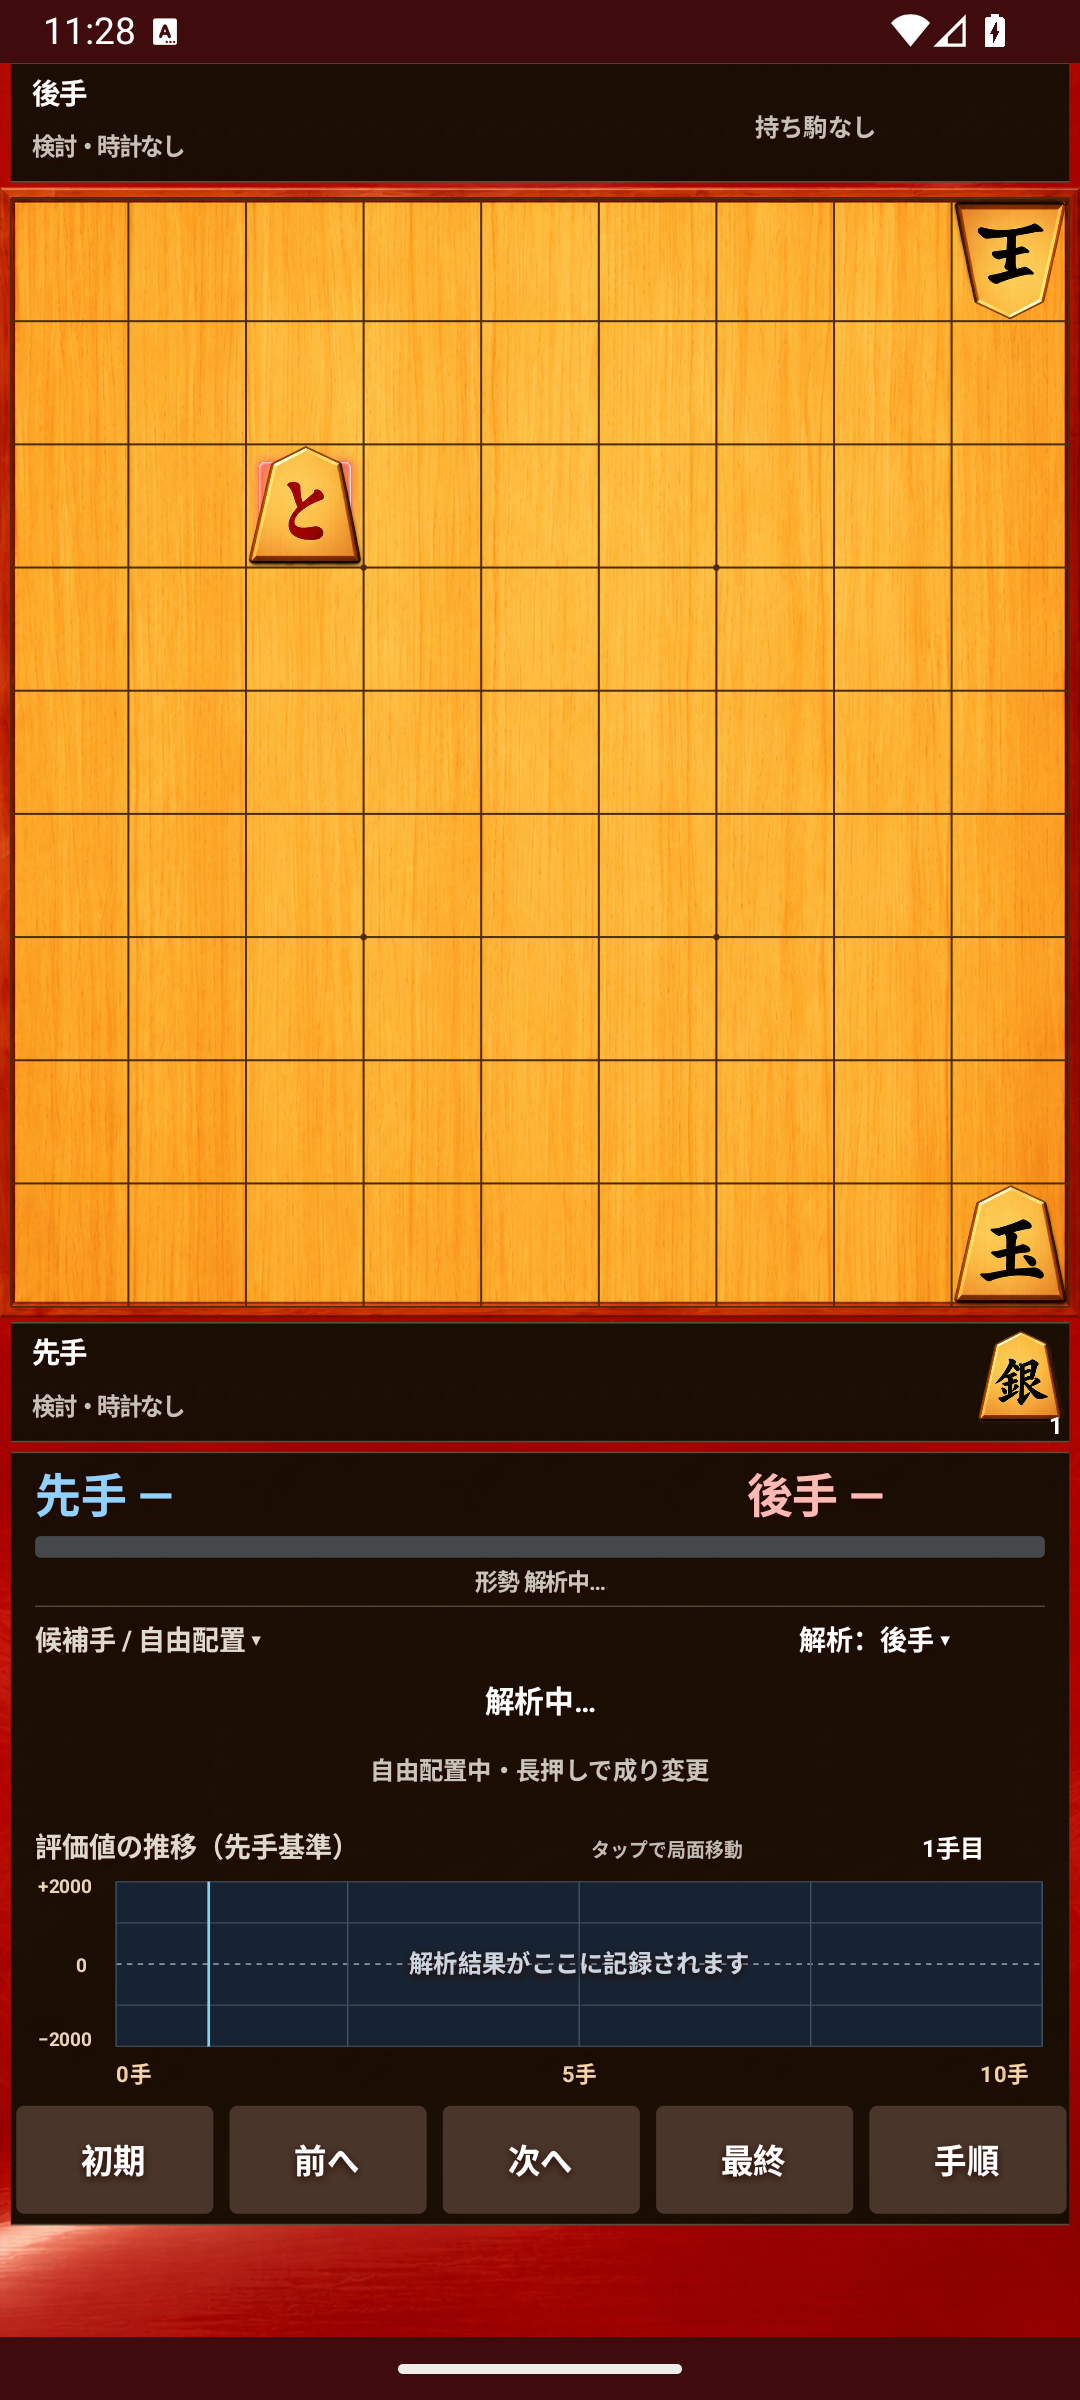 11:28
後手
検討・時計なし
持ち駒なし
王
と
玉
先手
検討・時計なし
銀
1
先手 ー
後手 ー
形勢 解析中...
候補手 / 自由配置 ▾
解析: 後手 ▾
解析中...
自由配置中・長押しで成り変更
評価値の推移（先手基準）
タップで局面移動
1手目
+2000
0
−2000
解析結果がここに記録されます
0手
5手
10手
初期
前へ
次へ
最終
手順